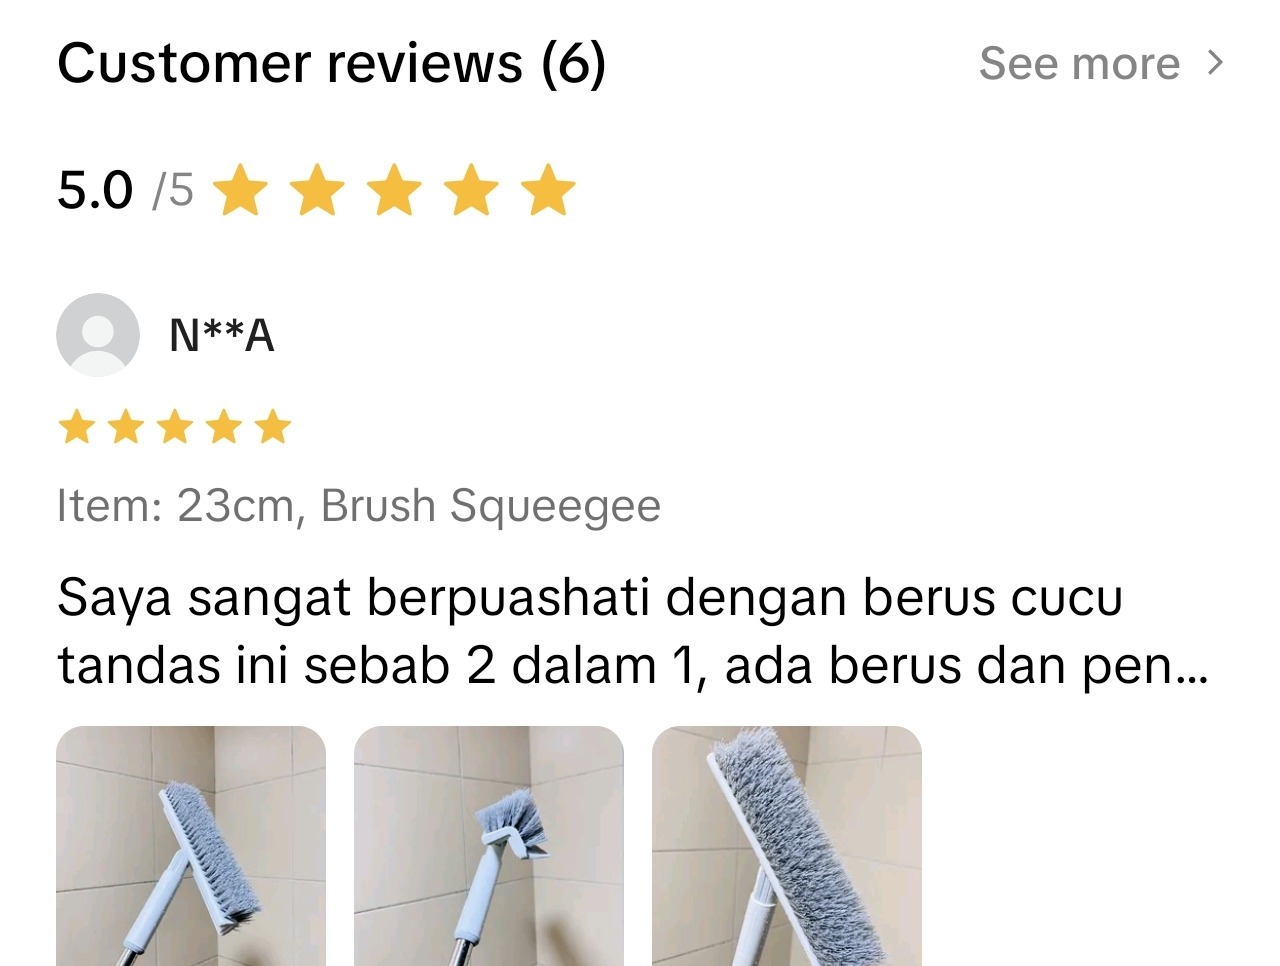 Customer reviews (6)
See more
5.0 /5
N**A
Item: 23cm, Brush Squeegee
Saya sangat berpuashati dengan berus cucu
tandas ini sebab 2 dalam 1, ada berus dan pen...